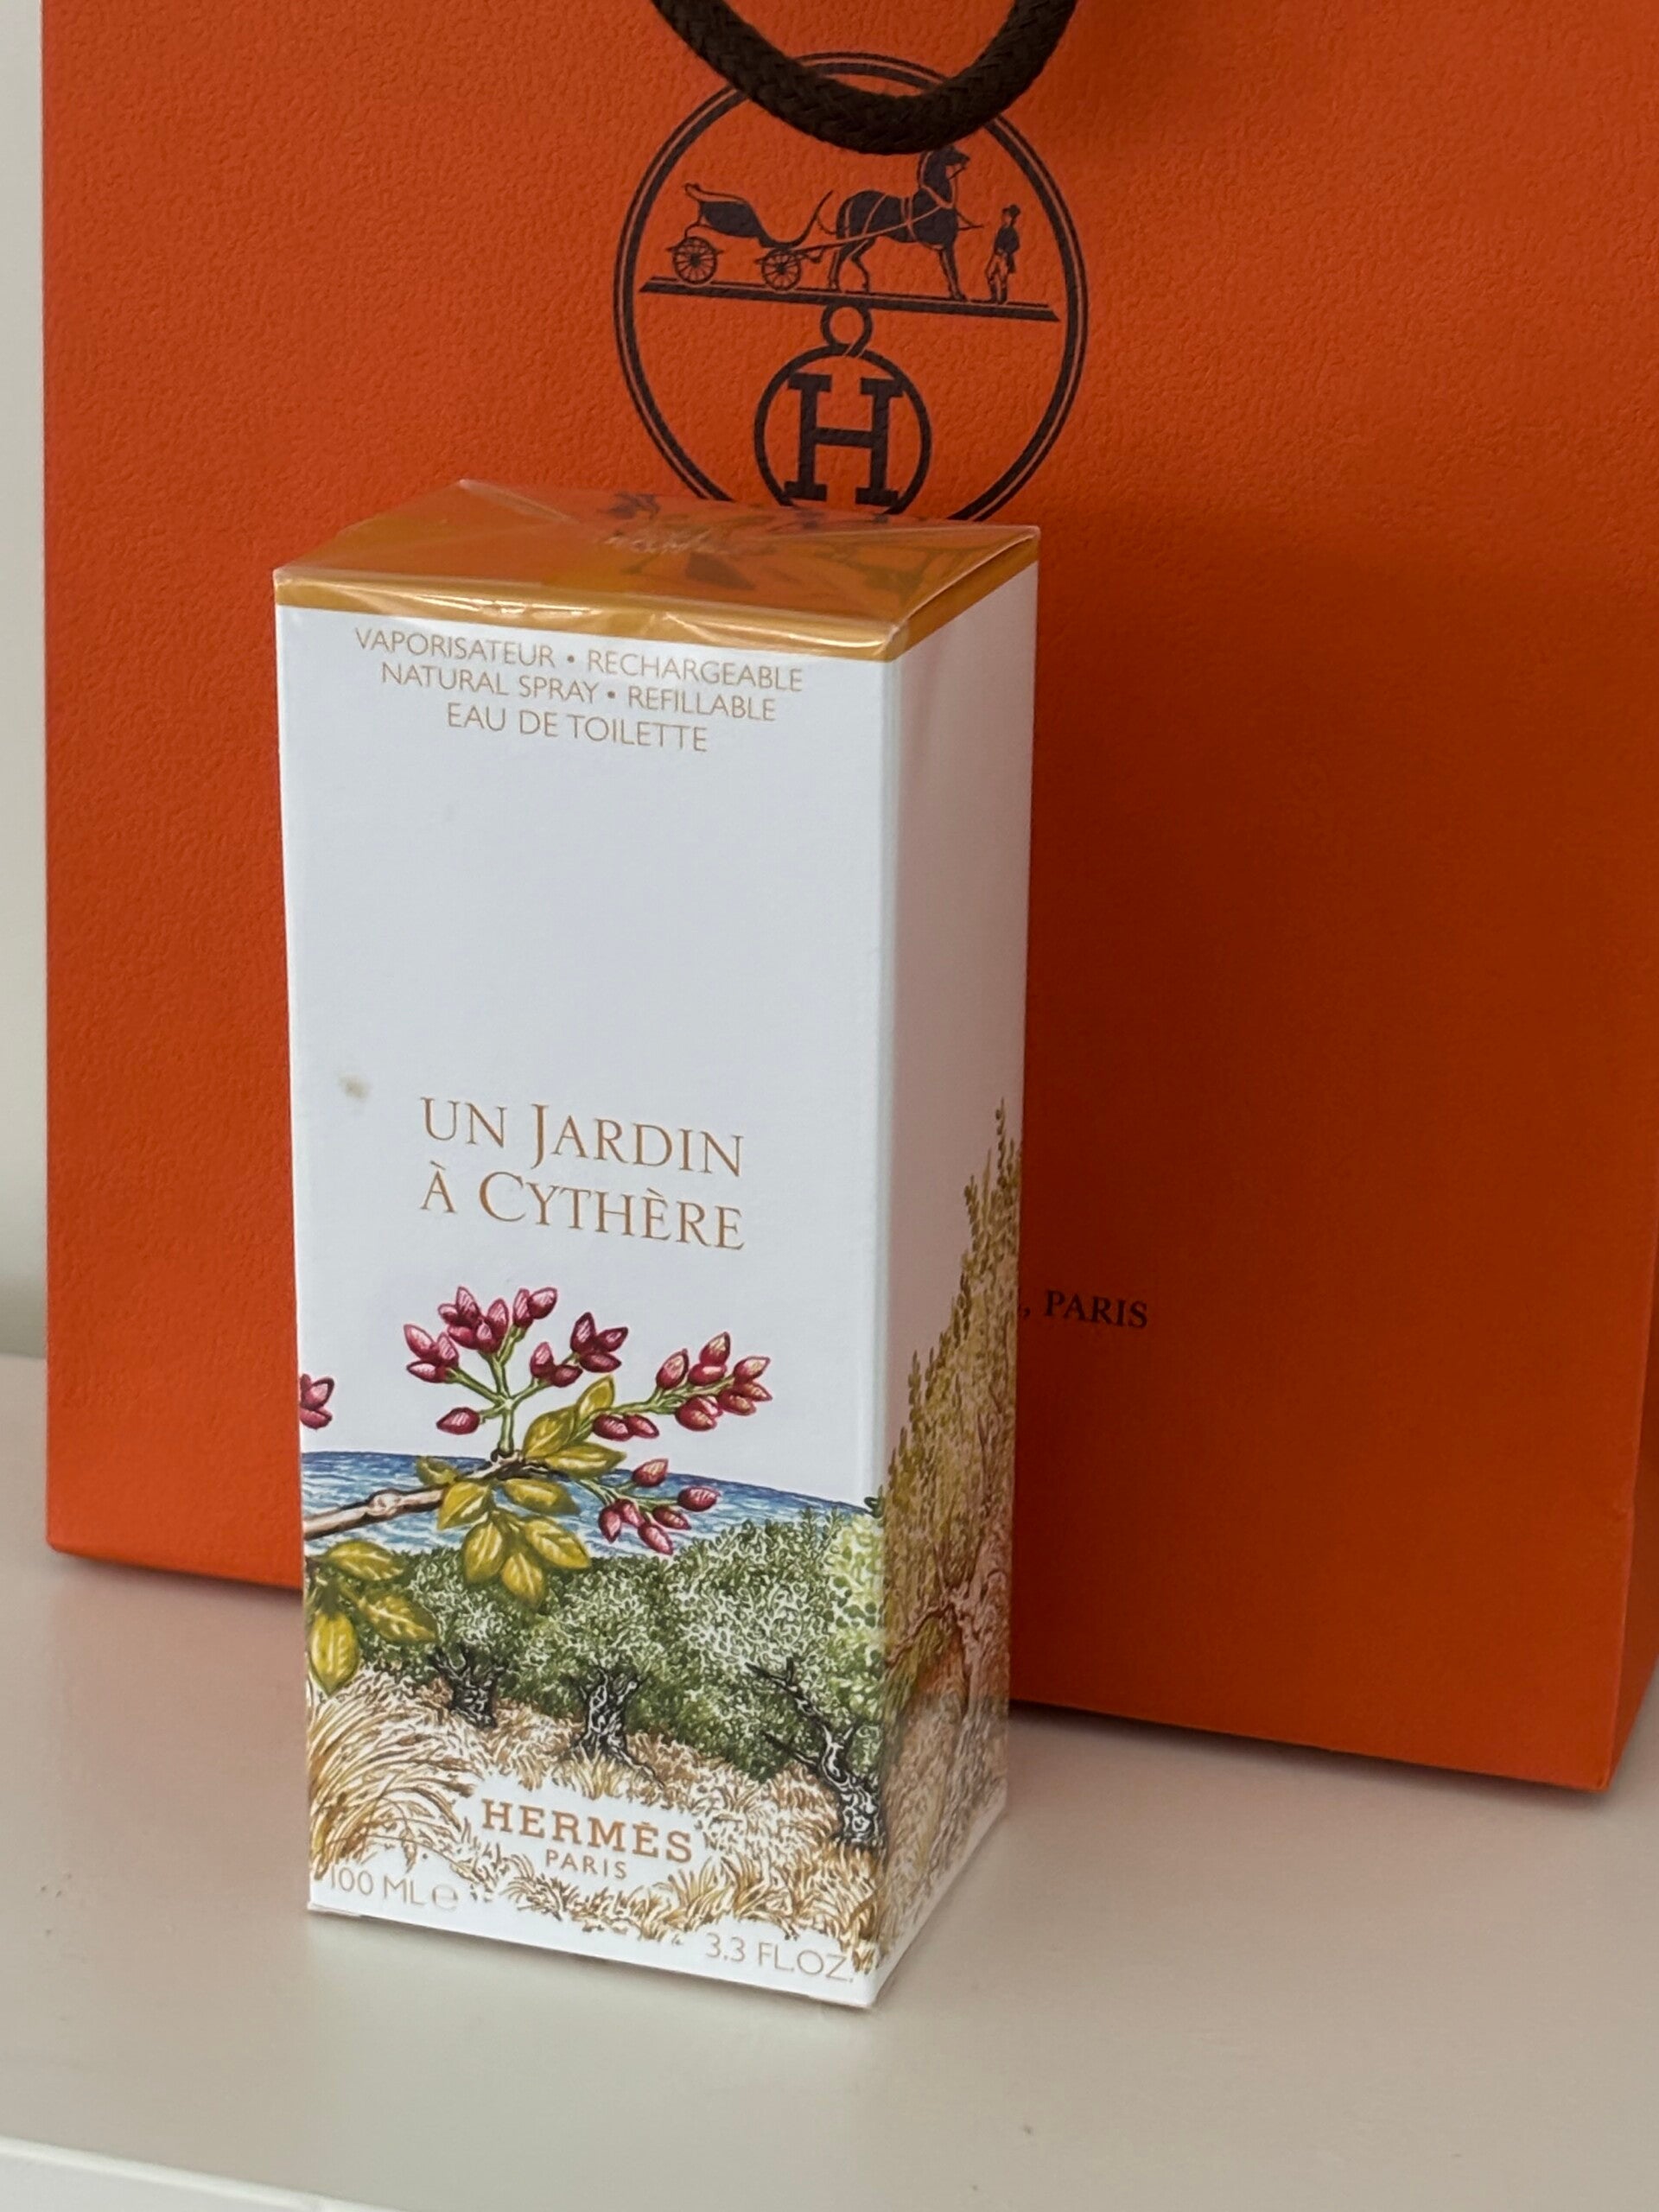 H
VAPORISATEUR • RECHARGEABLE
NATURAL SPRAY • REFILLABLE
EAU DE TOILETTE
UN JARDIN
À CYTHÈRE
, PARIS
HERMÈS
PARIS
100 ML ℮
3.3 FL.OZ.